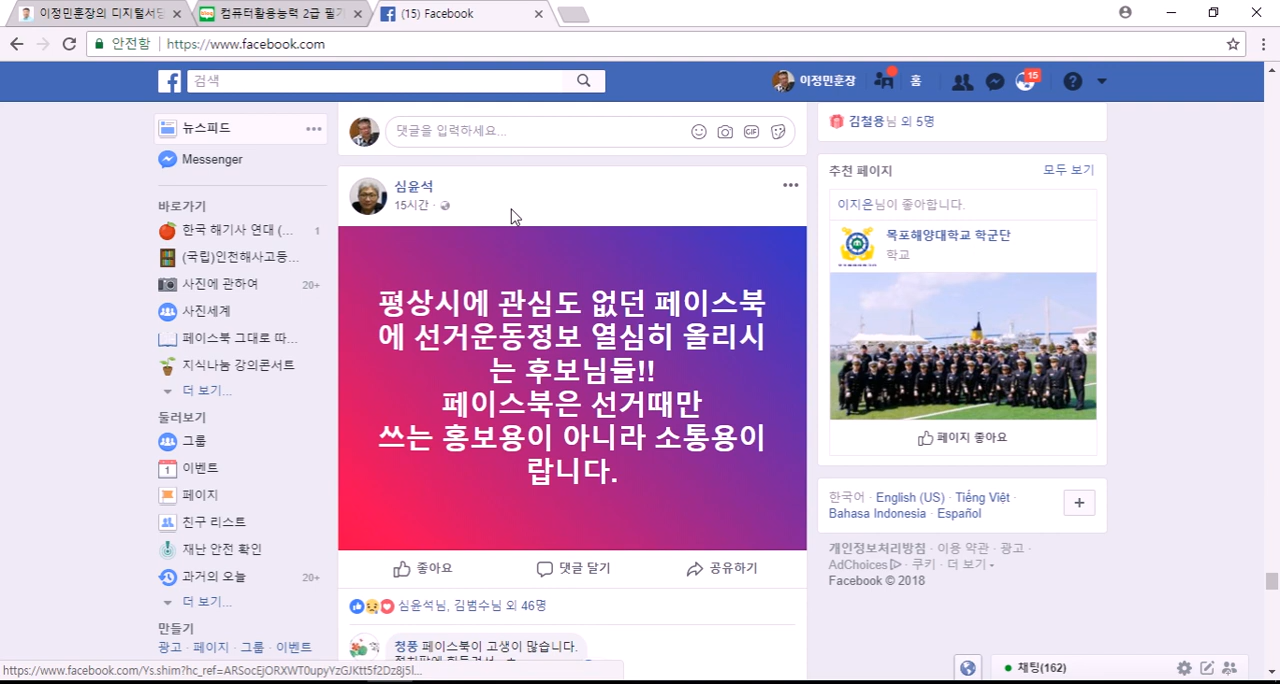 이정민훈장의 디지털서당
컴퓨터활용능력 2급 필기
(15) Facebook
안전함
https://www.facebook.com
검색
이정민훈장
홈
15
뉴스피드
Messenger
바로가기
한국 해기사 연대 (...
1
(국립)인천해사고등...
사진에 관하여
20+
사진세계
페이스북 그대로 따...
지식나눔 강의콘서트
더 보기...
둘러보기
그룹
이벤트
페이지
친구 리스트
재난 안전 확인
과거의 오늘
20+
더 보기...
만들기
광고 · 페이지 · 그룹 · 이벤트
댓글을 입력하세요...
GIF
심윤석
15시간 ·
평상시에 관심도 없던 페이스북
에 선거운동정보 열심히 올리시
는 후보님들!!
페이스북은 선거때만
쓰는 홍보용이 아니라 소통용이
랍니다.
좋아요
댓글 달기
공유하기
심윤석님, 김범수님 외 46명
청풍 페이스북이 고생이 많습니다.
김철용님 외 5명
추천 페이지
모두 보기
이지은님이 좋아합니다.
목포해양대학교 학군단
학교
페이지 좋아요
한국어 · English (US) · Tiếng Việt ·
Bahasa Indonesia · Español
개인정보처리방침 · 이용 약관 · 광고 ·
AdChoices · 쿠키 · 더 보기
Facebook © 2018
채팅(162)